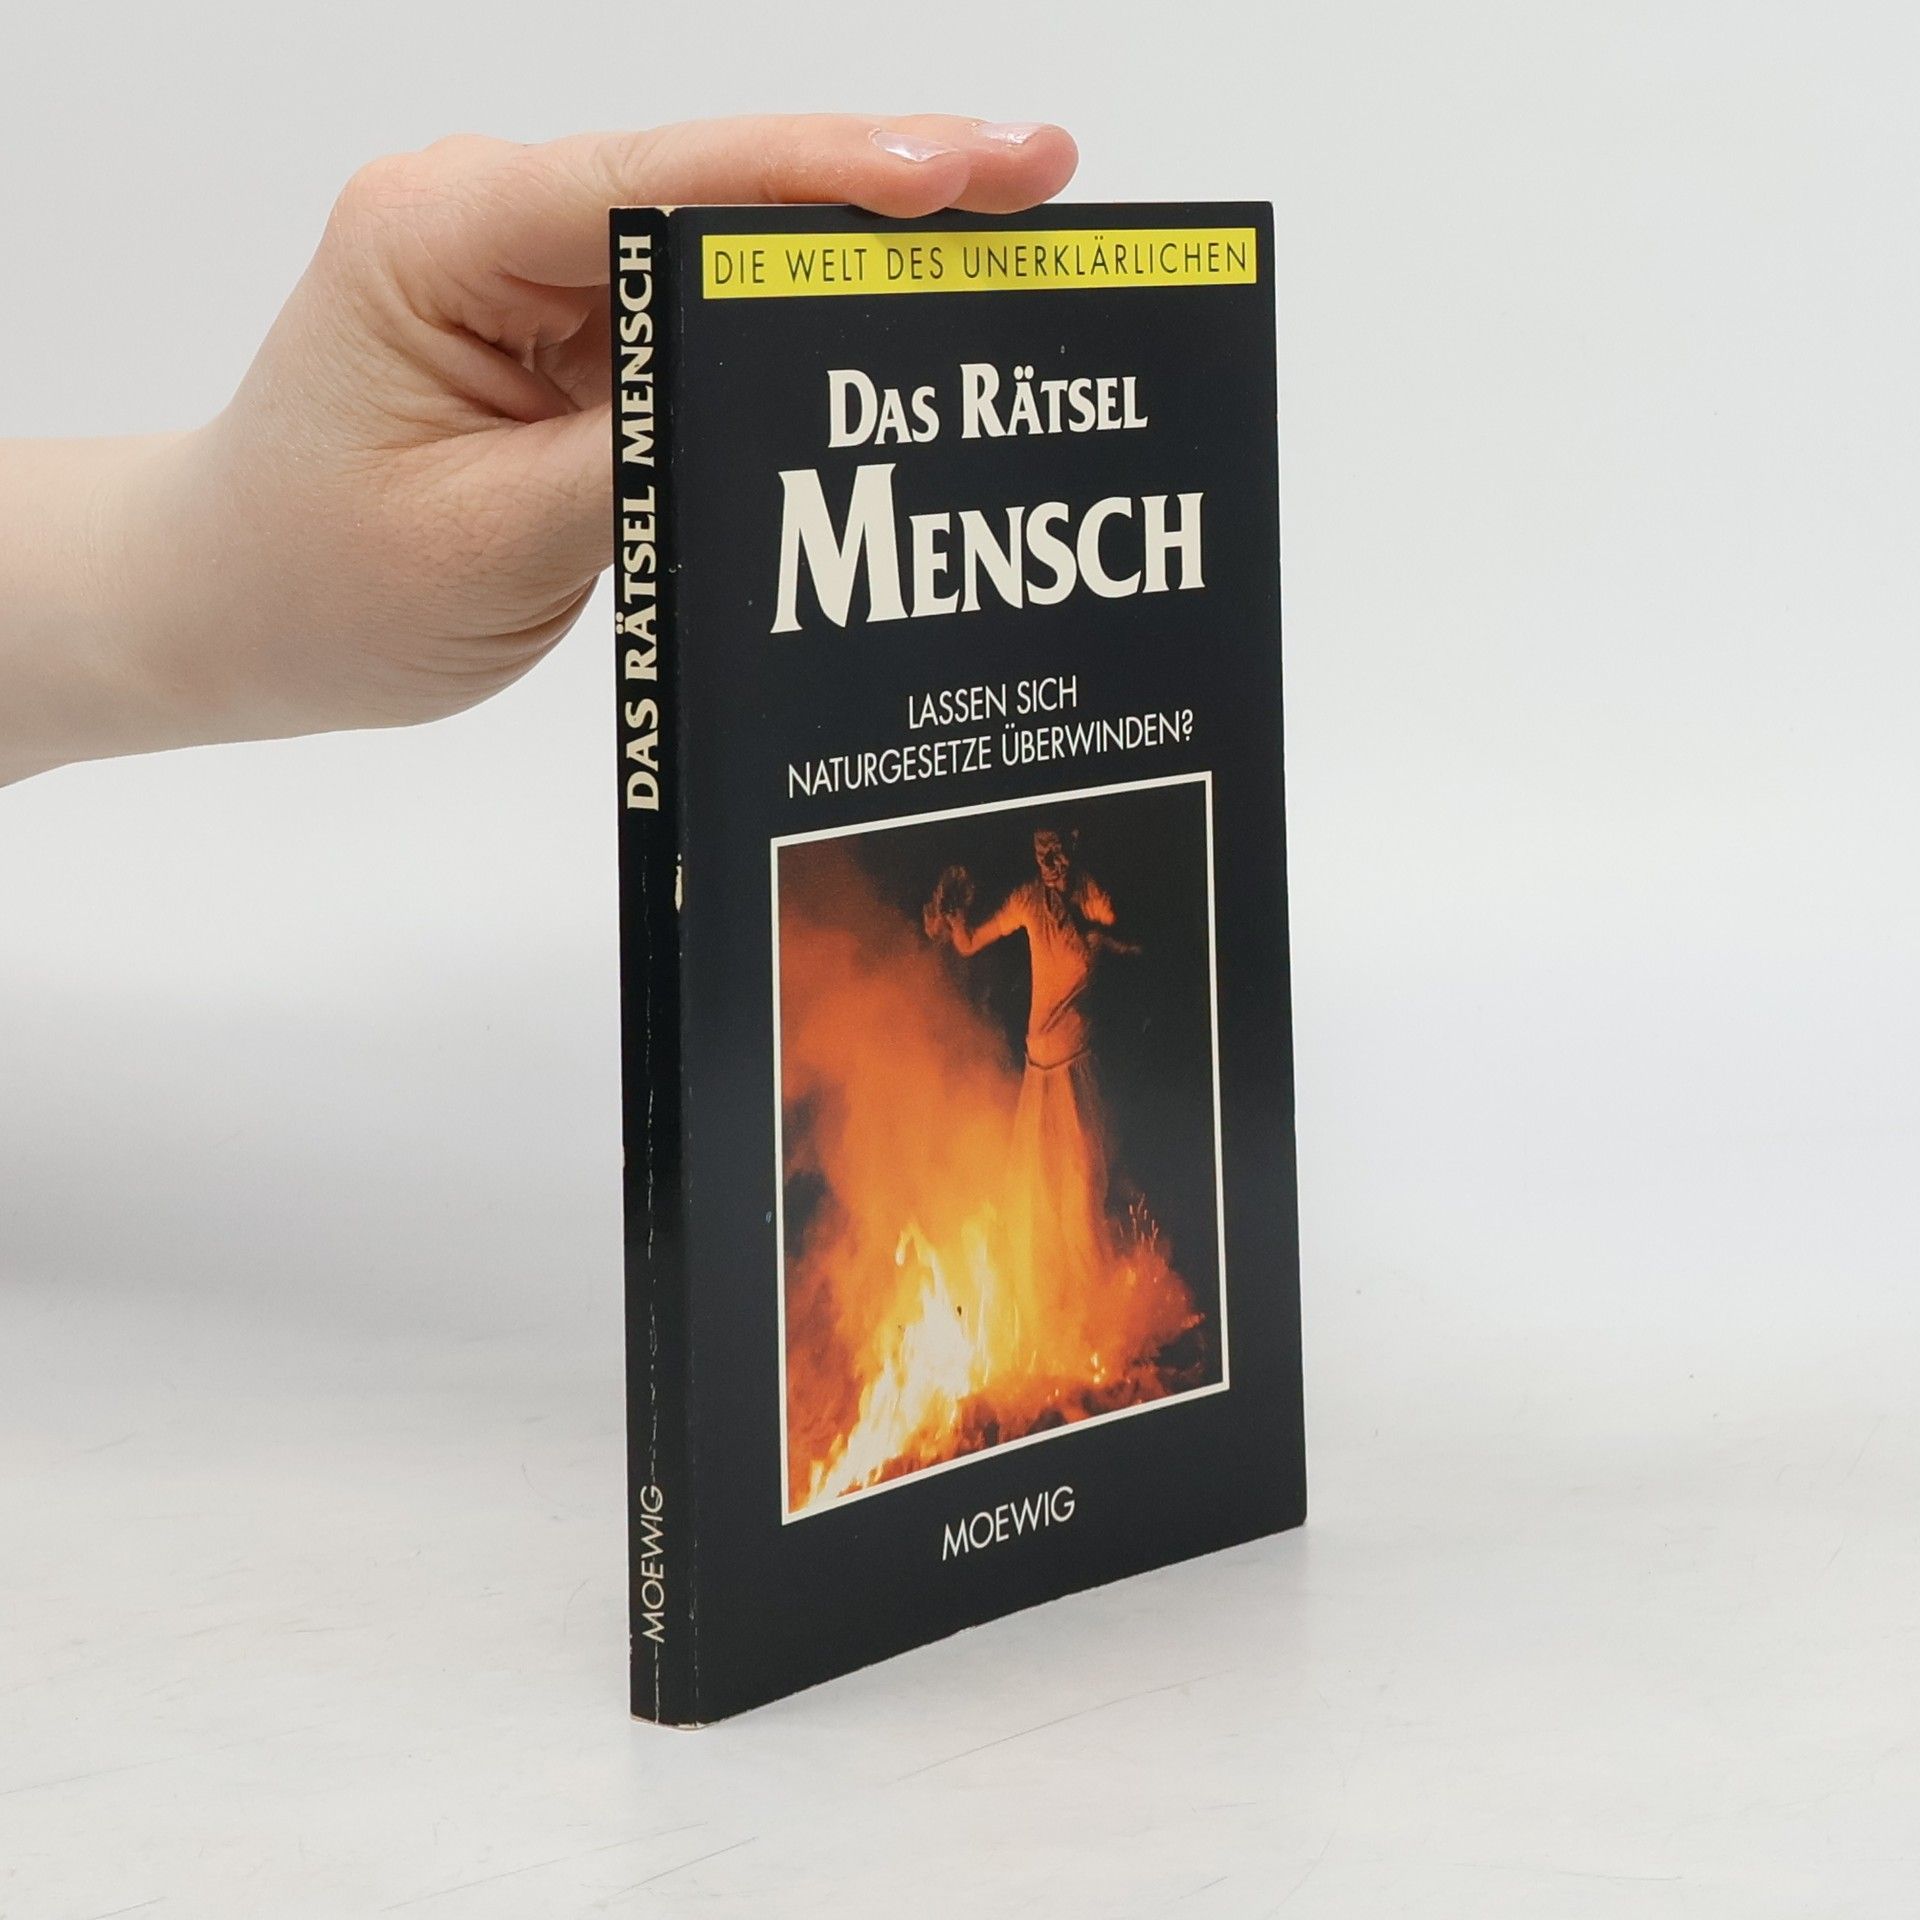 DIE WELT DES UNERKLÄRLICHEN
DAS RÄTSEL
MENSCH
LASSEN SICH
NATURGESETZE ÜBERWINDEN?
MOEWIG
DAS RÄTSEL MENSCH
MOEWIG